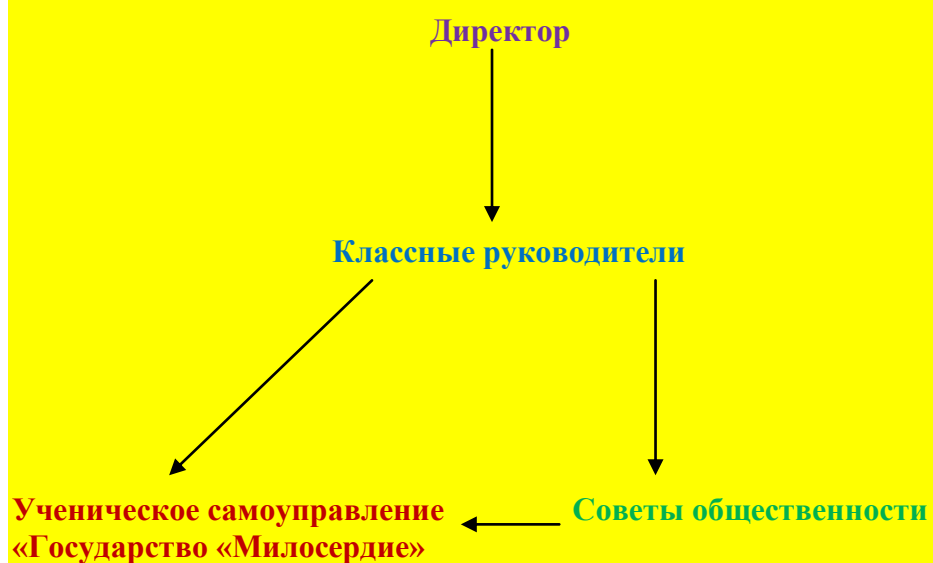 Директор
Классные руководители
Ученическое самоуправление
«Государство «Милосердие»
Советы общественности